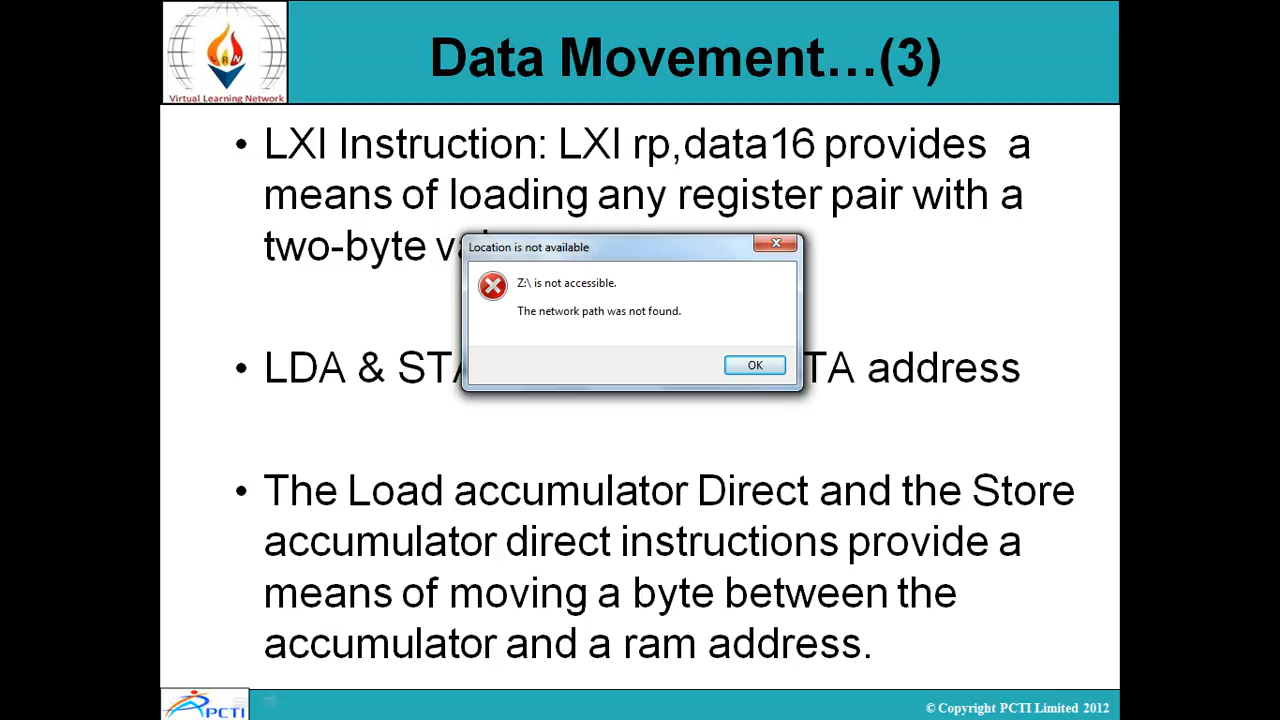 Virtual Learning Network
Data Movement...(3)
• LXI Instruction: LXI rp,data16 provides a
means of loading any register pair with a
two-byte
Location is not available
Z:\ is not accessible.
The network path was not found.
OK
• LDA & STA TA address
• The Load accumulator Direct and the Store
accumulator direct instructions provide a
means of moving a byte between the
accumulator and a ram address.
PCTI
© Copyright PCTI Limited 2012